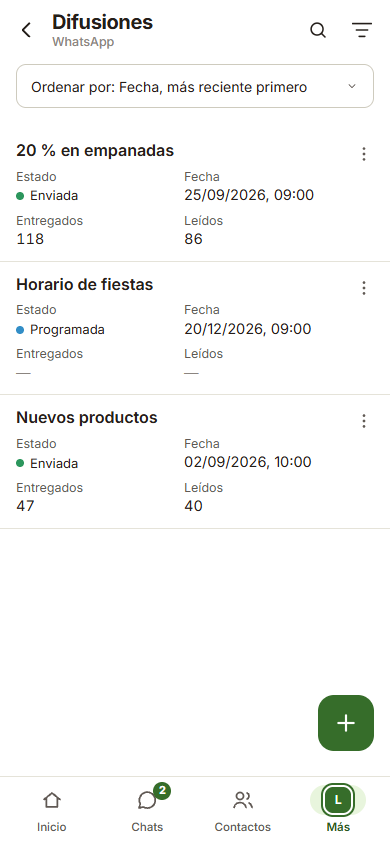 Difusiones
WhatsApp
Ordenar por: Fecha, más reciente primero
20 % en empanadas
Estado Fecha
Enviada 25/09/2026, 09:00
Entregados Leídos
118 86
Horario de fiestas
Estado Fecha
Programada 20/12/2026, 09:00
Entregados Leídos
— —
Nuevos productos
Estado Fecha
Enviada 02/09/2026, 10:00
Entregados Leídos
47 40
2 L
Inicio Chats Contactos Más